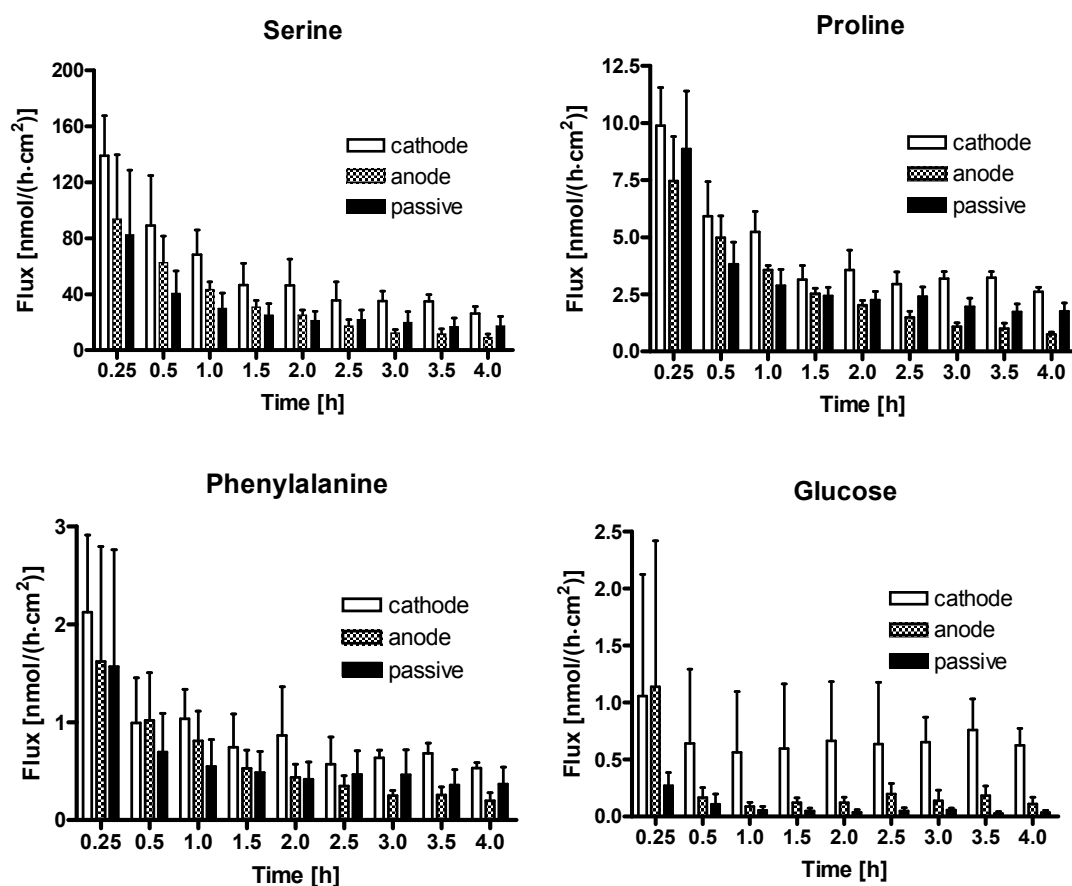 Serine
200
160
120
80
40
0
Flux [nmol/(h·cm²)]
cathode
anode
passive
0.25 0.5 1.0 1.5 2.0 2.5 3.0 3.5 4.0
Time [h]
Proline
12.5
10.0
7.5
5.0
2.5
0.0
Flux [nmol/(h·cm²)]
cathode
anode
passive
0.25 0.5 1.0 1.5 2.0 2.5 3.0 3.5 4.0
Time [h]
Phenylalanine
3
2
1
0
Flux [nmol/(h·cm²)]
cathode
anode
passive
0.25 0.5 1.0 1.5 2.0 2.5 3.0 3.5 4.0
Time [h]
Glucose
2.5
2.0
1.5
1.0
0.5
0.0
Flux [nmol/(h·cm²)]
cathode
anode
passive
0.25 0.5 1.0 1.5 2.0 2.5 3.0 3.5 4.0
Time [h]